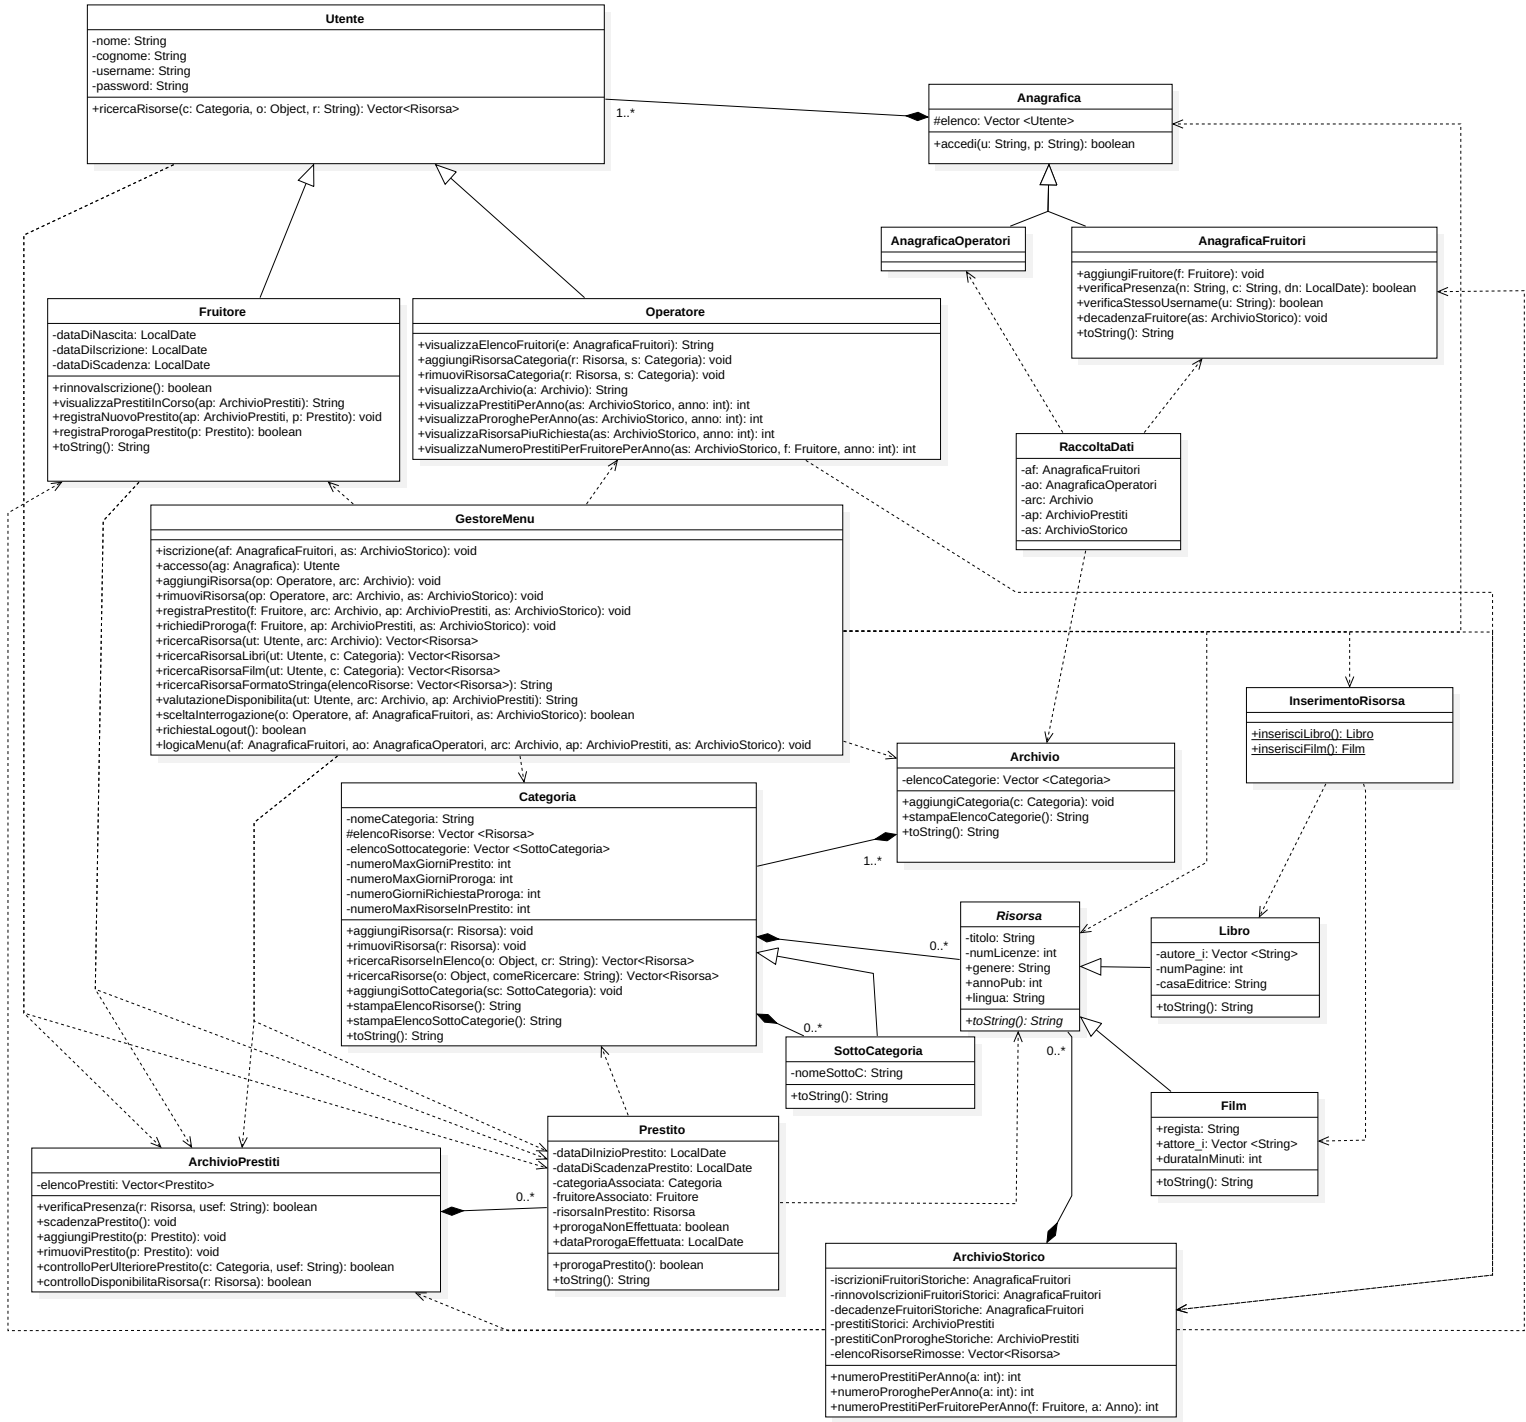 Utente
-nome: String
-cognome: String
-username: String
-password: String
+ricercaRisorse(c: Categoria, o: Object, r: String): Vector<Risorsa>
1..*
Anagrafica
#elenco: Vector <Utente>
+accedi(u: String, p: String): boolean
AnagraficaOperatori
AnagraficaFruitori
+aggiungiFruitore(f: Fruitore): void
+verificaPresenza(n: String, c: String, dn: LocalDate): boolean
+verificaStessoUsername(u: String): boolean
+decadenzaFruitore(as: ArchivioStorico): void
+toString(): String
Fruitore
-dataDiNascita: LocalDate
-dataDiIscrizione: LocalDate
-dataDiScadenza: LocalDate
+rinnovaIscrizione(): boolean
+visualizzaPrestitiInCorso(ap: ArchivioPrestiti): String
+registraNuovoPrestito(ap: ArchivioPrestiti, p: Prestito): void
+registraProrogaPrestito(p: Prestito): boolean
+toString(): String
Operatore
+visualizzaElencoFruitori(e: AnagraficaFruitori): String
+aggiungiRisorsaCategoria(r: Risorsa, s: Categoria): void
+rimuoviRisorsaCategoria(r: Risorsa, s: Categoria): void
+visualizzaArchivio(a: Archivio): String
+visualizzaPrestitiPerAnno(as: ArchivioStorico, anno: int): int
+visualizzaProroghePerAnno(as: ArchivioStorico, anno: int): int
+visualizzaRisorsaPiuRichiesta(as: ArchivioStorico, anno: int): int
+visualizzaNumeroPrestitiPerFruitorePerAnno(as: ArchivioStorico, f: Fruitore, anno: int): int
RaccoltaDati
-af: AnagraficaFruitori
-ao: AnagraficaOperatori
-arc: Archivio
-ap: ArchivioPrestiti
-as: ArchivioStorico
GestoreMenu
+iscrizione(af: AnagraficaFruitori, as: ArchivioStorico): void
+accesso(ag: Anagrafica): Utente
+aggiungiRisorsa(op: Operatore, arc: Archivio): void
+rimuoviRisorsa(op: Operatore, arc: Archivio, as: ArchivioStorico): void
+registraPrestito(f: Fruitore, arc: Archivio, ap: ArchivioPrestiti, as: ArchivioStorico): void
+richiediProroga(f: Fruitore, ap: ArchivioPrestiti, as: ArchivioStorico): void
+ricercaRisorsa(ut: Utente, arc: Archivio): Vector<Risorsa>
+ricercaRisorsaLibri(ut: Utente, c: Categoria): Vector<Risorsa>
+ricercaRisorsaFilm(ut: Utente, c: Categoria): Vector<Risorsa>
+ricercaRisorsaFormatoStringa(elencoRisorse: Vector<Risorsa>): String
+valutazioneDisponibilita(ut: Utente, arc: Archivio, ap: ArchivioPrestiti): String
+sceltaInterrogazione(o: Operatore, af: AnagraficaFruitori, as: ArchivioStorico): boolean
+richiestaLogout(): boolean
+logicaMenu(af: AnagraficaFruitori, ao: AnagraficaOperatori, arc: Archivio, ap: ArchivioPrestiti, as: ArchivioStorico): void
InserimentoRisorsa
+inserisciLibro(): Libro
+inserisciFilm(): Film
Archivio
-elencoCategorie: Vector <Categoria>
+aggiungiCategoria(c: Categoria): void
+stampaElencoCategorie(): String
+toString(): String
1..*
Categoria
-nomeCategoria: String
#elencoRisorse: Vector <Risorsa>
-elencoSottocategorie: Vector <SottoCategoria>
-numeroMaxGiorniPrestito: int
-numeroMaxGiorniProroga: int
-numeroGiorniRichiestaProroga: int
-numeroMaxRisorseInPrestito: int
+aggiungiRisorsa(r: Risorsa): void
+rimuoviRisorsa(r: Risorsa): void
+ricercaRisorseInElenco(o: Object, cr: String): Vector<Risorsa>
+ricercaRisorse(o: Object, comeRicercare: String): Vector<Risorsa>
+aggiungiSottoCategoria(sc: SottoCategoria): void
+stampaElencoRisorse(): String
+stampaElencoSottoCategorie(): String
+toString(): String
0..*
0..*
Risorsa
-titolo: String
-numLicenze: int
+genere: String
+annoPub: int
+lingua: String
+toString(): String
0..*
Libro
-autore_i: Vector <String>
-numPagine: int
-casaEditrice: String
+toString(): String
SottoCategoria
-nomeSottoC: String
+toString(): String
Film
+regista: String
+attore_i: Vector <String>
+durataInMinuti: int
+toString(): String
Prestito
-dataDiInizioPrestito: LocalDate
-dataDiScadenzaPrestito: LocalDate
-categoriaAssociata: Categoria
-fruitoreAssociato: Fruitore
-risorsaInPrestito: Risorsa
+prorogaNonEffettuata: boolean
+dataProrogaEffettuata: LocalDate
+prorogaPrestito(): boolean
+toString(): String
0..*
ArchivioPrestiti
-elencoPrestiti: Vector<Prestito>
+verificaPresenza(r: Risorsa, usef: String): boolean
+scadenzaPrestito(): void
+aggiungiPrestito(p: Prestito): void
+rimuoviPrestito(p: Prestito): void
+controlloPerUlteriorePrestito(c: Categoria, usef: String): boolean
+controlloDisponibilitaRisorsa(r: Risorsa): boolean
ArchivioStorico
-iscrizioniFruitoriStoriche: AnagraficaFruitori
-rinnovoIscrizioniFruitoriStorici: AnagraficaFruitori
-decadenzeFruitoriStoriche: AnagraficaFruitori
-prestitiStorici: ArchivioPrestiti
-prestitiConProrogheStoriche: ArchivioPrestiti
-elencoRisorseRimosse: Vector<Risorsa>
+numeroPrestitiPerAnno(a: int): int
+numeroProroghePerAnno(a: int): int
+numeroPrestitiPerFruitorePerAnno(f: Fruitore, a: Anno): int